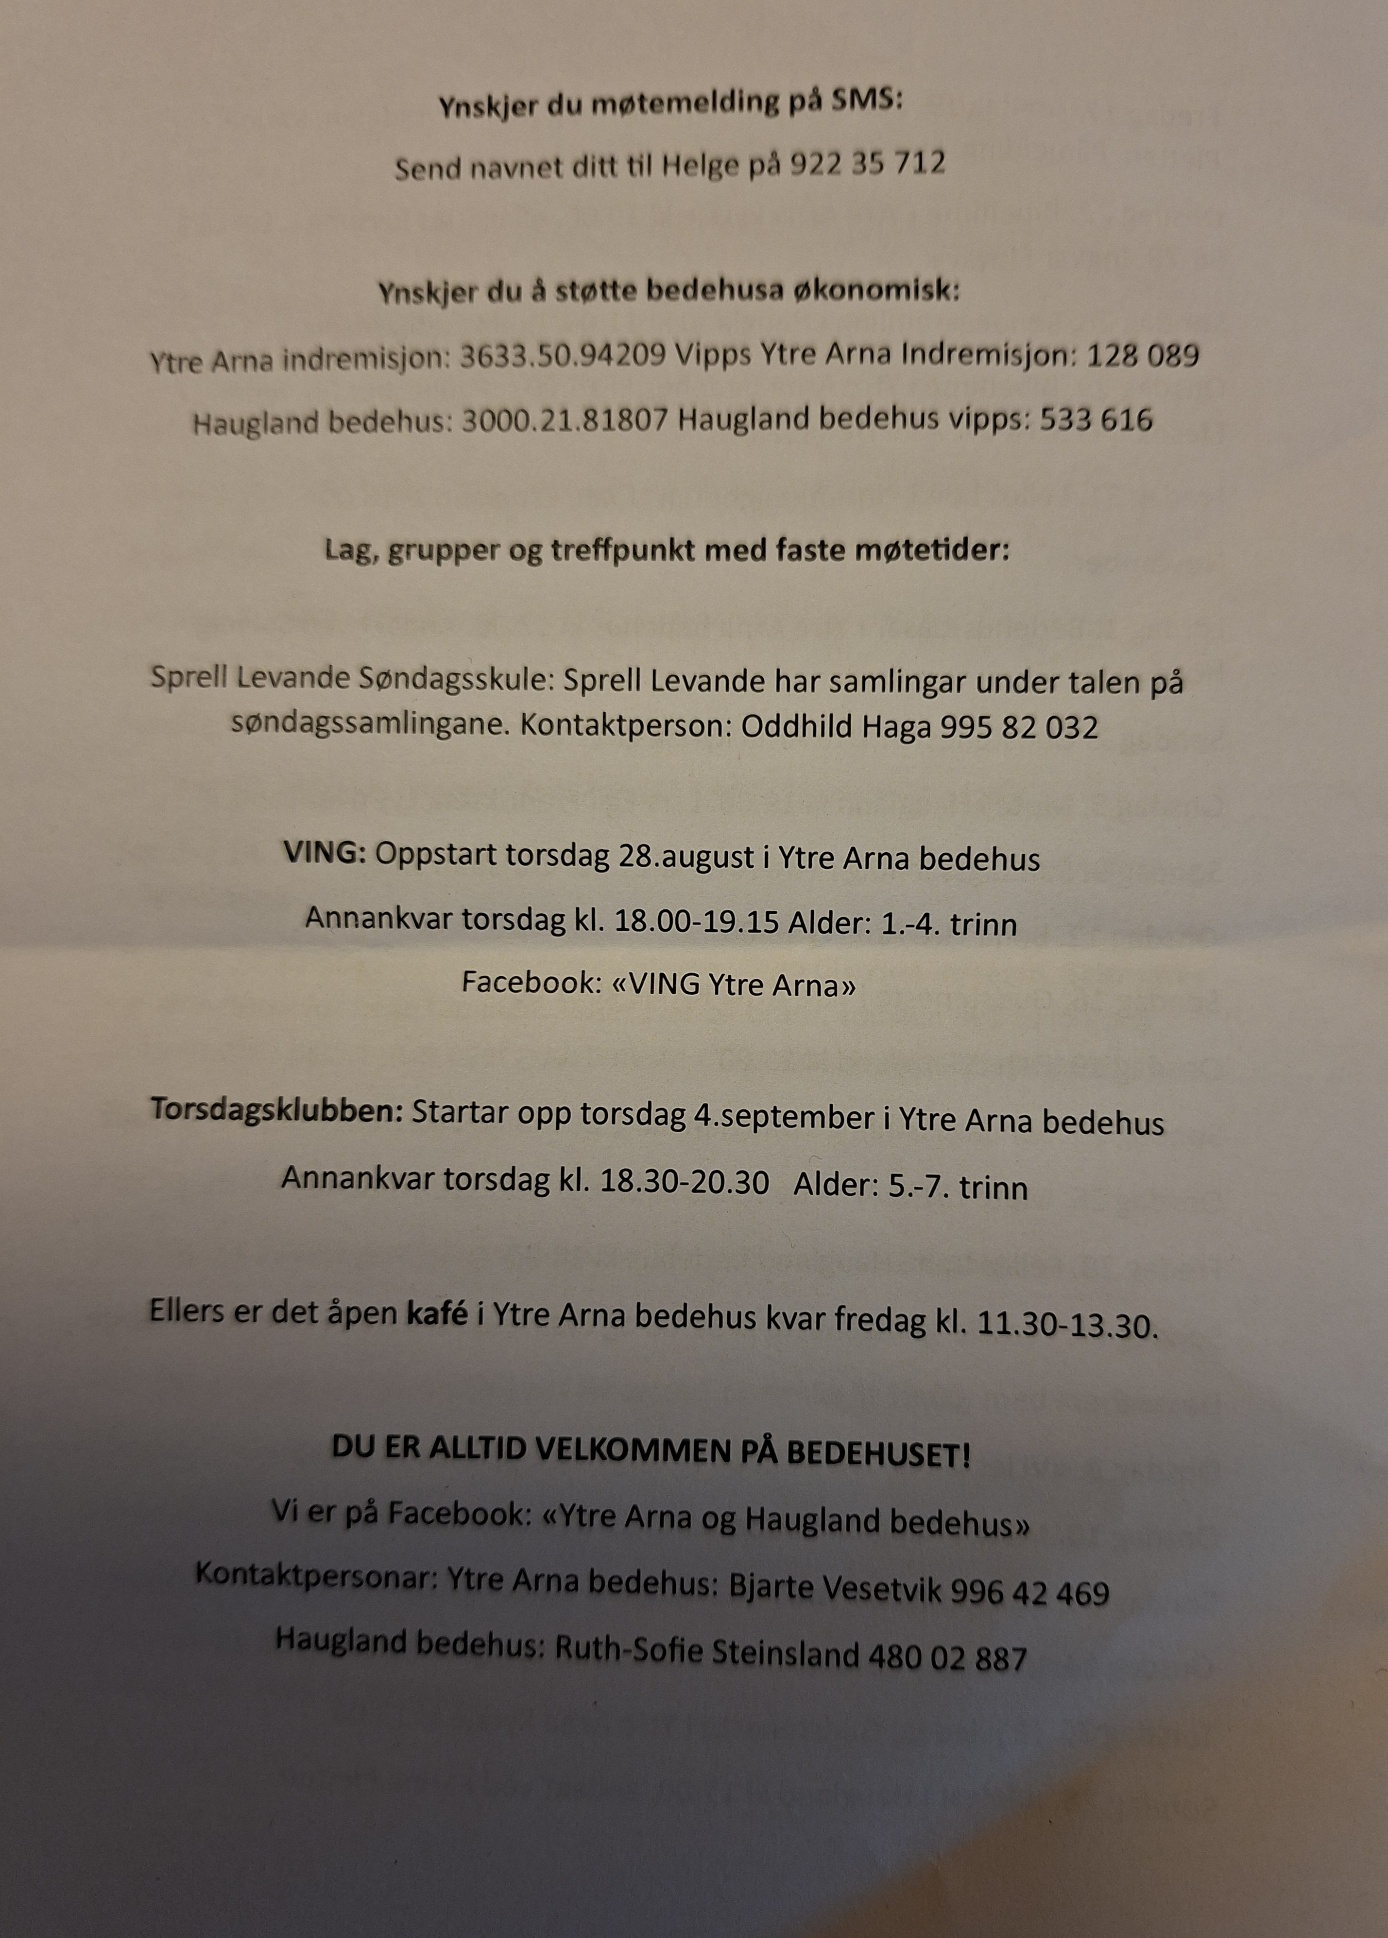 Ynskjer du møtemelding på SMS:
Send navnet ditt til Helge på 922 35 712
Ynskjer du å støtte bedehusa økonomisk:
Ytre Arna indremisjon: 3633.50.94209 Vipps Ytre Arna Indremisjon: 128 089
Haugland bedehus: 3000.21.81807 Haugland bedehus vipps: 533 616
Lag, grupper og treffpunkt med faste møtetider:
Sprell Levande Søndagsskule: Sprell Levande har samlingar under talen på
søndagssamlingane. Kontaktperson: Oddhild Haga 995 82 032
VING: Oppstart torsdag 28.august i Ytre Arna bedehus
Annankvar torsdag kl. 18.00-19.15 Alder: 1.-4. trinn
Facebook: «VING Ytre Arna»
Torsdagsklubben: Startar opp torsdag 4.september i Ytre Arna bedehus
Annankvar torsdag kl. 18.30-20.30 Alder: 5.-7. trinn
Ellers er det åpen kafé i Ytre Arna bedehus kvar fredag kl. 11.30-13.30.
DU ER ALLTID VELKOMMEN PÅ BEDEHUSET!
Vi er på Facebook: «Ytre Arna og Haugland bedehus»
Kontaktpersonar: Ytre Arna bedehus: Bjarte Vesetvik 996 42 469
Haugland bedehus: Ruth-Sofie Steinsland 480 02 887